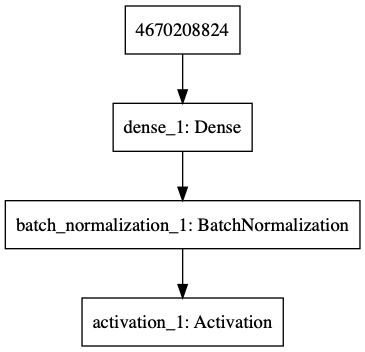 4670208824
dense_1: Dense
batch_normalization_1: BatchNormalization
activation_1: Activation